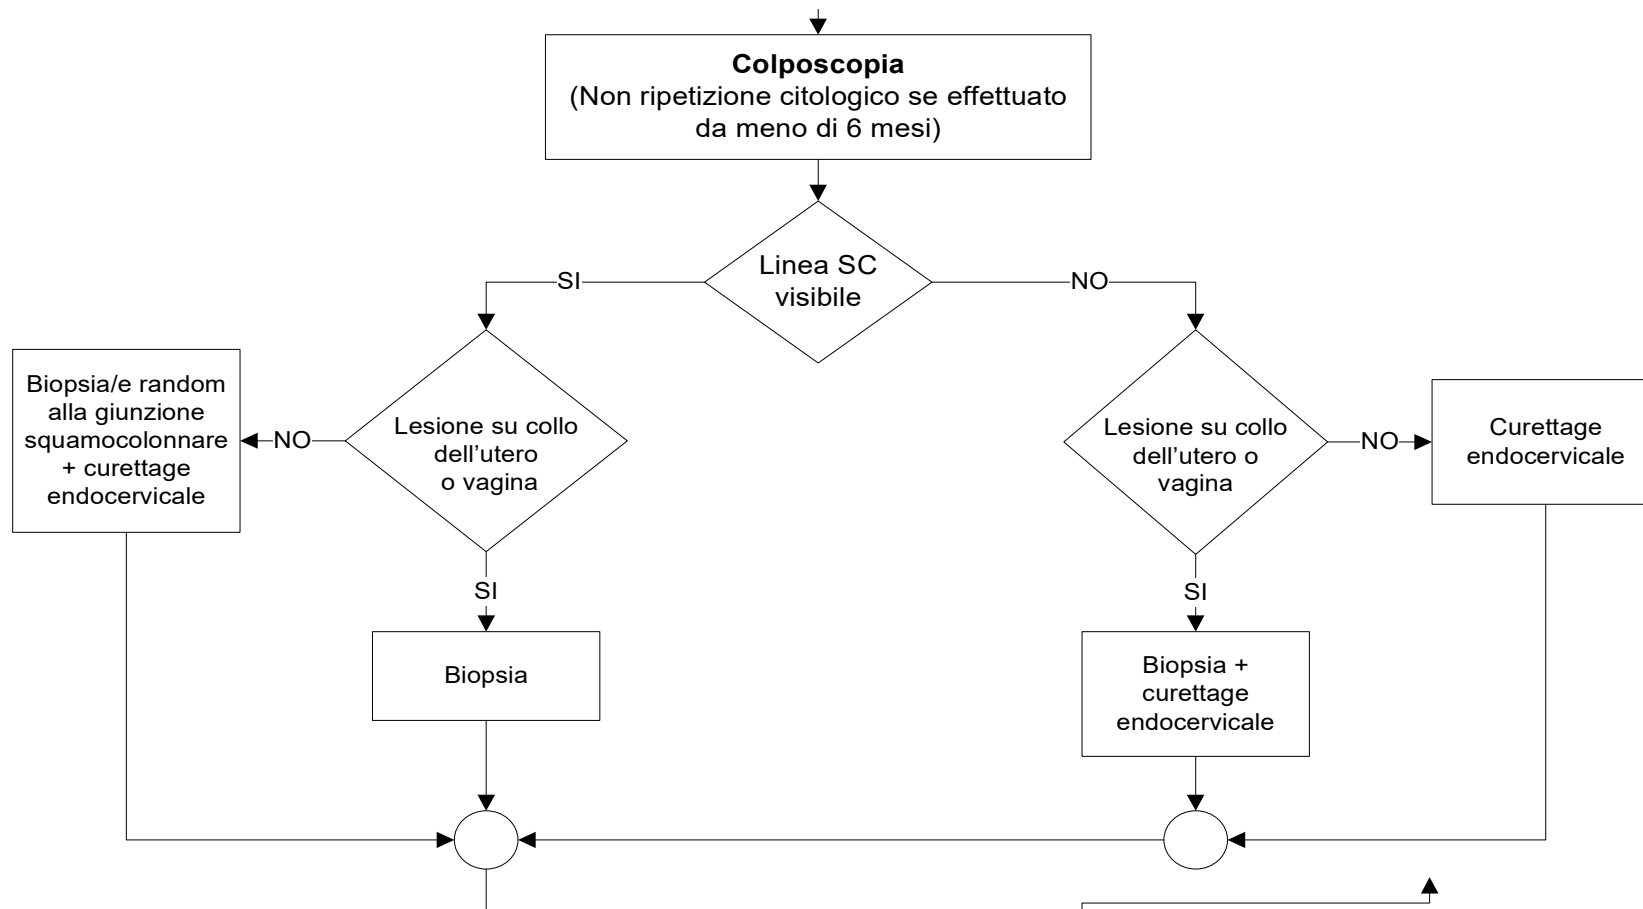 Colposcopia
(Non ripetizione citologico se effettuato
da meno di 6 mesi)
Linea SC
visibile
SI
NO
Biopsia/e random
alla giunzione
squamocolonnare
+ curettage
endocervicale
NO
Lesione su collo
dell’utero
o vagina
Lesione su collo
dell’utero o
vagina
NO
Curettage
endocervicale
SI
SI
Biopsia
Biopsia +
curettage
endocervicale